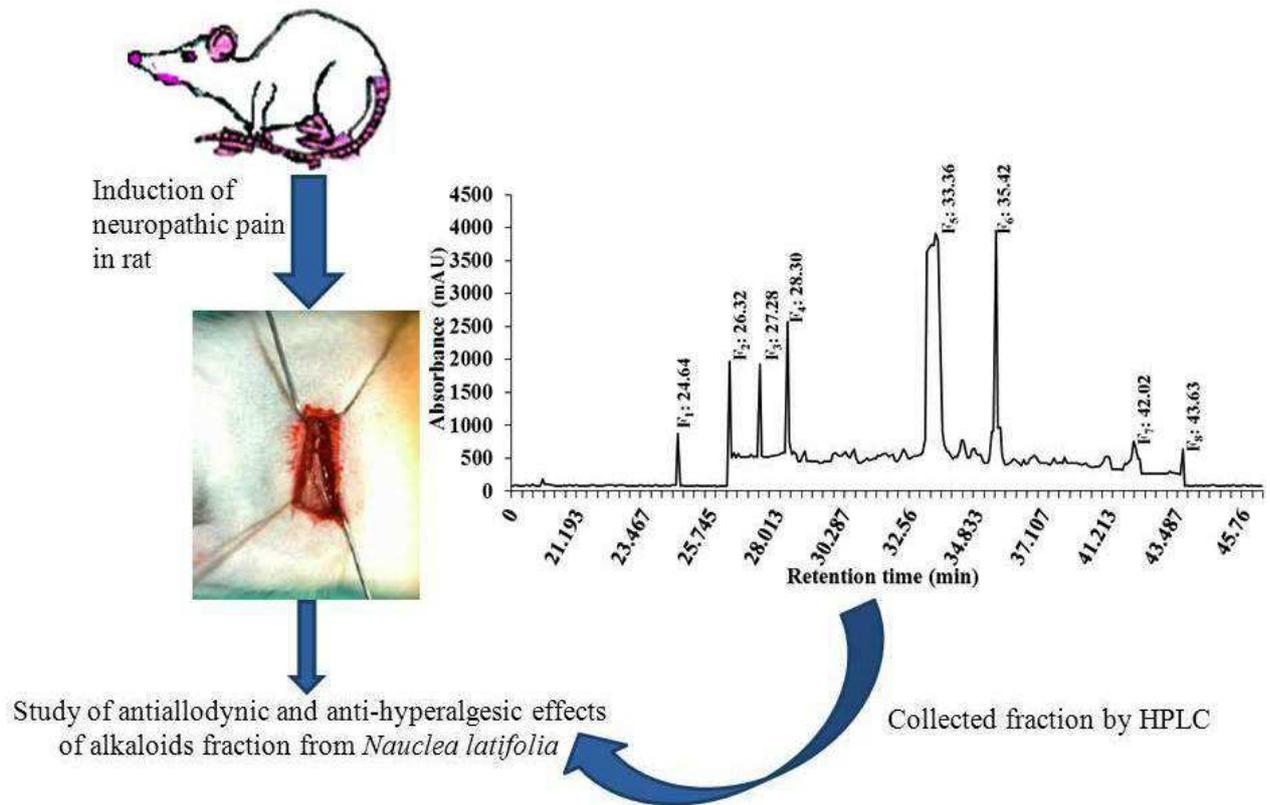 Induction of
neuropathic pain
in rat
Absorbance (mAU)
4500
4000
3500
3000
2500
2000
1500
1000
500
0
F₁: 24.64
F₂: 26.32
F₃: 27.28
F₄: 28.30
F₅: 33.36
F₆: 35.42
F₇: 42.02
F₈: 43.63
0
21.193
23.467
25.745
28.013
30.287
32.56
34.833
37.107
41.213
43.487
45.76
Retention time (min)
Study of antiallodynic and anti-hyperalgesic effects
of alkaloids fraction from Nauclea latifolia
Collected fraction by HPLC